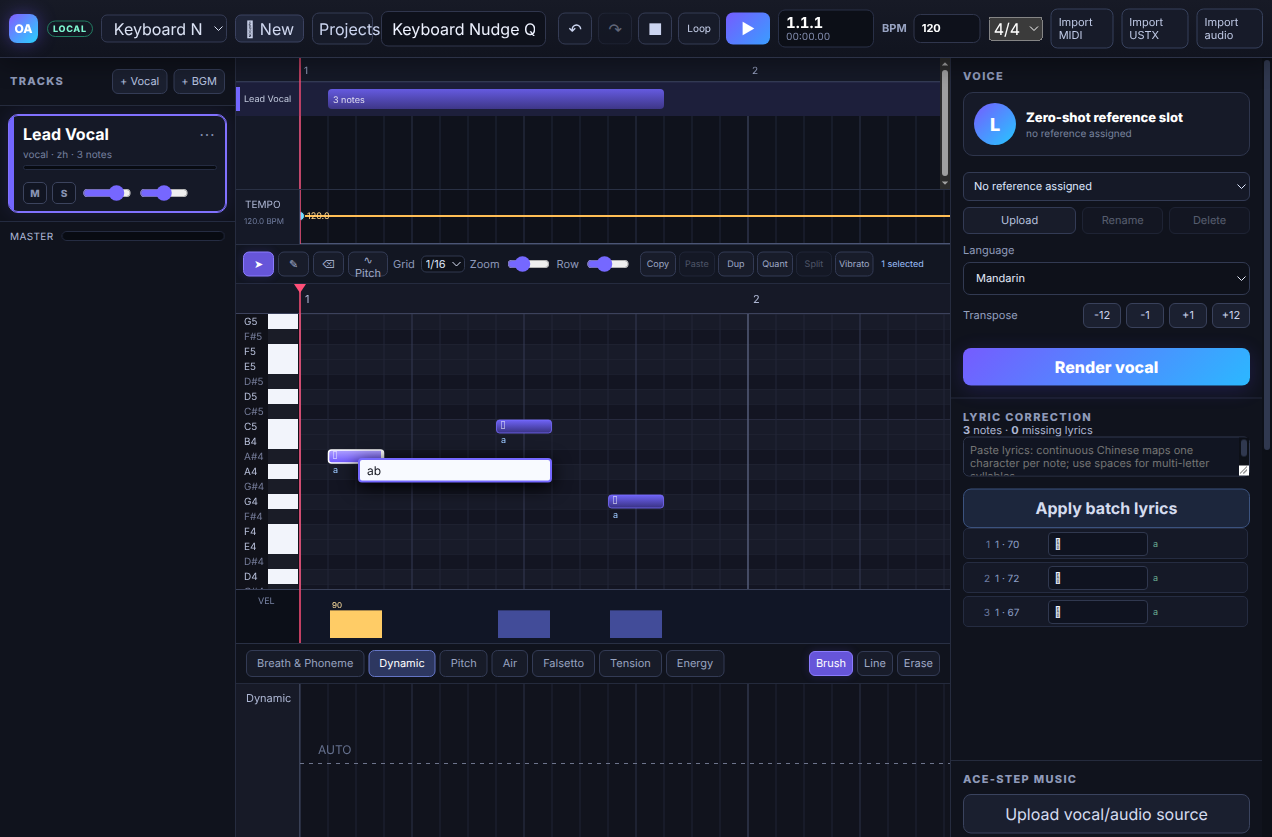 OA
LOCAL
Keyboard N
New
Projects
Keyboard Nudge Q
Loop
1.1.1
00:00.00
BPM
120
4/4
Import MIDI
Import USTX
Import audio
TRACKS
+ Vocal
+ BGM
Lead Vocal
...
vocal · zh · 3 notes
M
S
MASTER
1
2
Lead Vocal
3 notes
TEMPO
120.0 BPM
120.0
Pitch
Grid
1/16
Zoom
Row
Copy
Paste
Dup
Quant
Split
Vibrato
1 selected
1
2
G5
F#5
F5
E5
D#5
D5
C#5
C5
B4
A#4
A4
G#4
G4
F#4
F4
E4
D#4
D4
a
a
ab
a
VEL
90
Breath & Phoneme
Dynamic
Pitch
Air
Falsetto
Tension
Energy
Brush
Line
Erase
Dynamic
AUTO
VOICE
L
Zero-shot reference slot
no reference assigned
No reference assigned
Upload
Rename
Delete
Language
Mandarin
Transpose
-12
-1
+1
+12
Render vocal
LYRIC CORRECTION
3 notes · 0 missing lyrics
Paste lyrics: continuous Chinese maps one
character per note; use spaces for multi-letter
Apply batch lyrics
1 1 · 70
a
2 1 · 72
a
3 1 · 67
a
ACE-STEP MUSIC
Upload vocal/audio source